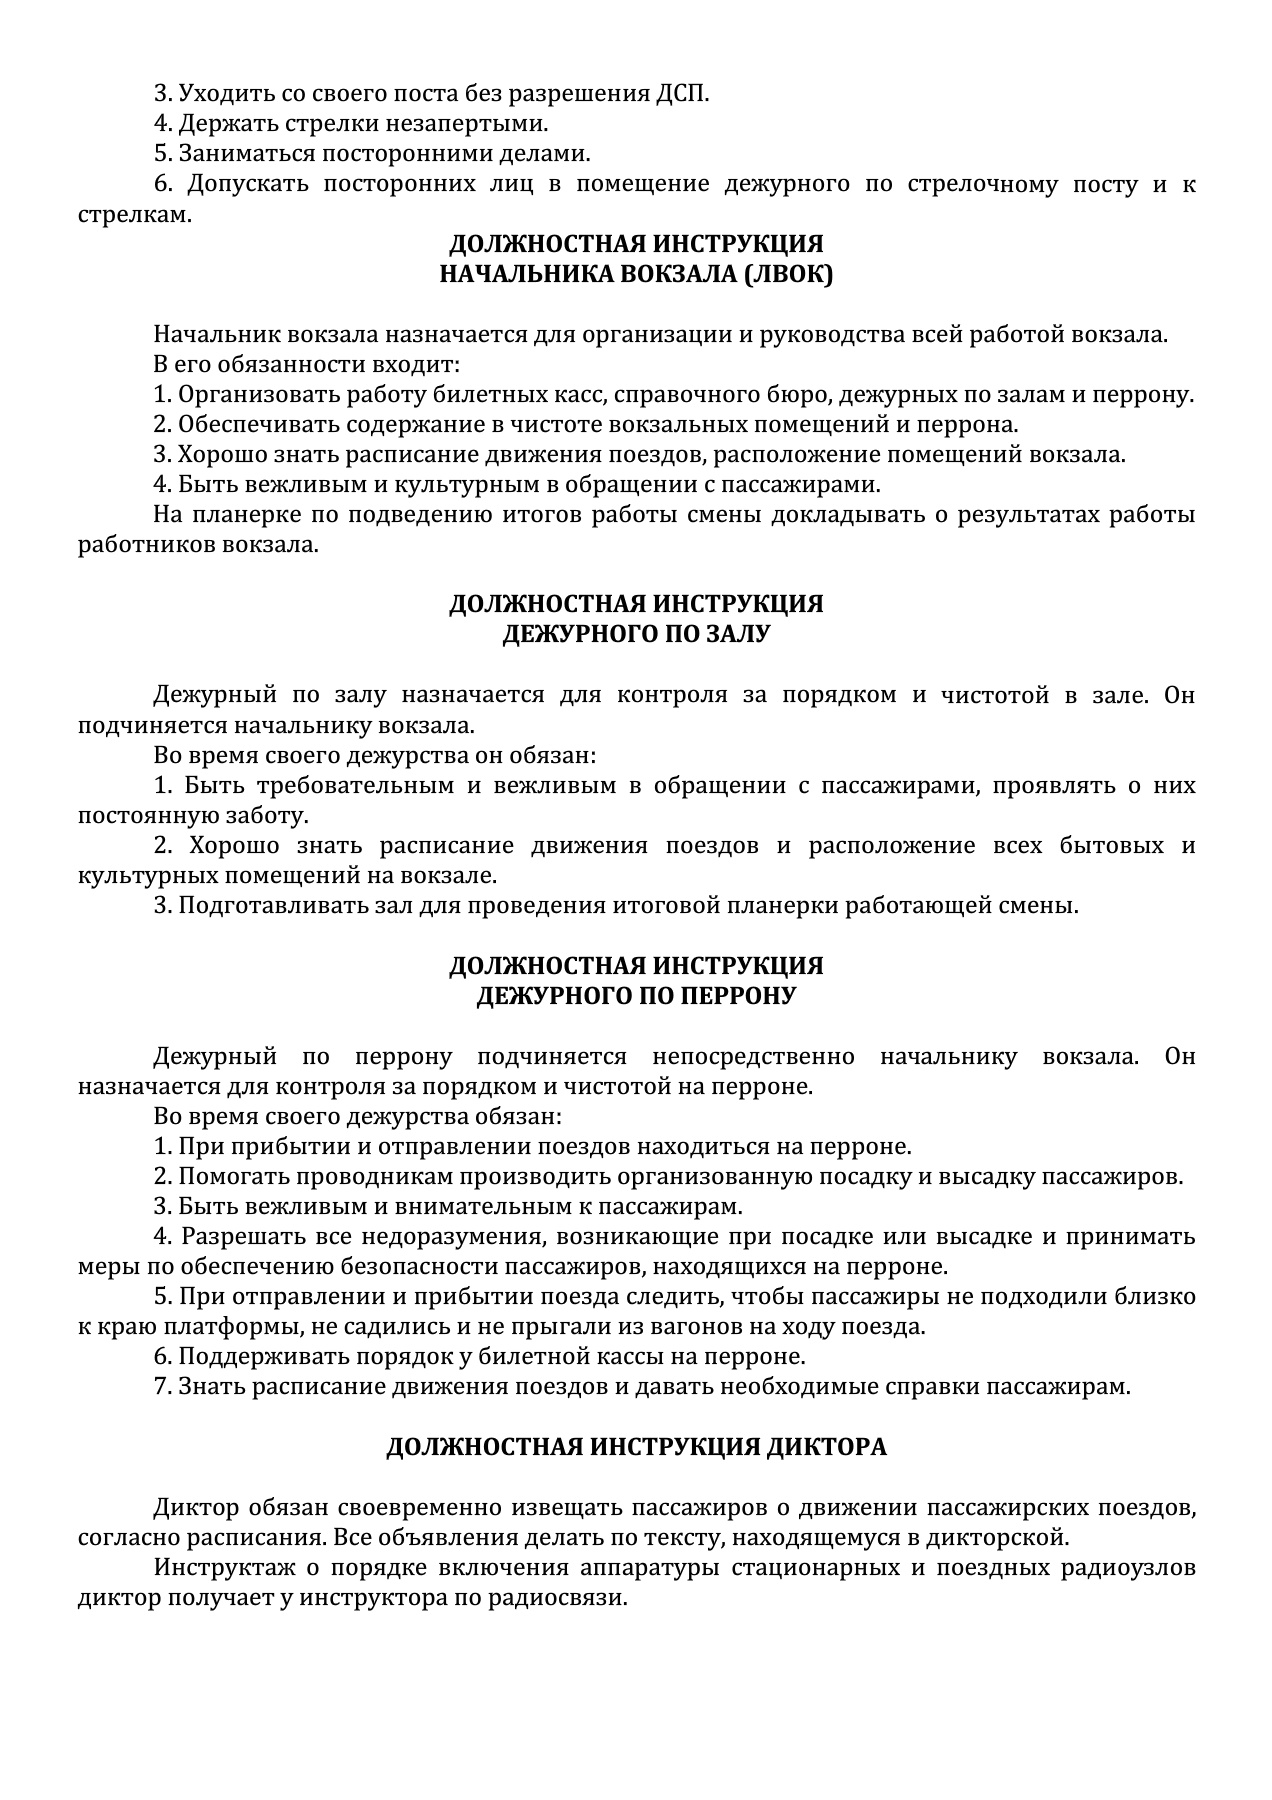 3. Уходить со своего поста без разрешения ДСП.
4. Держать стрелки незапертыми.
5. Заниматься посторонними делами.
6. Допускать посторонних лиц в помещение дежурного по стрелочному посту и к
стрелкам.
ДОЛЖНОСТНАЯ ИНСТРУКЦИЯ
НАЧАЛЬНИКА ВОКЗАЛА (ЛВОК)
Начальник вокзала назначается для организации и руководства всей работой вокзала.
В его обязанности входит:
1. Организовать работу билетных касс, справочного бюро, дежурных по залам и перрону.
2. Обеспечивать содержание в чистоте вокзальных помещений и перрона.
3. Хорошо знать расписание движения поездов, расположение помещений вокзала.
4. Быть вежливым и культурным в обращении с пассажирами.
На планерке по подведению итогов работы смены докладывать о результатах работы
работников вокзала.
ДОЛЖНОСТНАЯ ИНСТРУКЦИЯ
ДЕЖУРНОГО ПО ЗАЛУ
Дежурный по залу назначается для контроля за порядком и чистотой в зале. Он
подчиняется начальнику вокзала.
Во время своего дежурства он обязан:
1. Быть требовательным и вежливым в обращении с пассажирами, проявлять о них
постоянную заботу.
2. Хорошо знать расписание движения поездов и расположение всех бытовых и
культурных помещений на вокзале.
3. Подготавливать зал для проведения итоговой планерки работающей смены.
ДОЛЖНОСТНАЯ ИНСТРУКЦИЯ
ДЕЖУРНОГО ПО ПЕРРОНУ
Дежурный по перрону подчиняется непосредственно начальнику вокзала. Он
назначается для контроля за порядком и чистотой на перроне.
Во время своего дежурства обязан:
1. При прибытии и отправлении поездов находиться на перроне.
2. Помогать проводникам производить организованную посадку и высадку пассажиров.
3. Быть вежливым и внимательным к пассажирам.
4. Разрешать все недоразумения, возникающие при посадке или высадке и принимать
меры по обеспечению безопасности пассажиров, находящихся на перроне.
5. При отправлении и прибытии поезда следить, чтобы пассажиры не подходили близко
к краю платформы, не садились и не прыгали из вагонов на ходу поезда.
6. Поддерживать порядок у билетной кассы на перроне.
7. Знать расписание движения поездов и давать необходимые справки пассажирам.
ДОЛЖНОСТНАЯ ИНСТРУКЦИЯ ДИКТОРА
Диктор обязан своевременно извещать пассажиров о движении пассажирских поездов,
согласно расписания. Все объявления делать по тексту, находящемуся в дикторской.
Инструктаж о порядке включения аппаратуры стационарных и поездных радиоузлов
диктор получает у инструктора по радиосвязи.